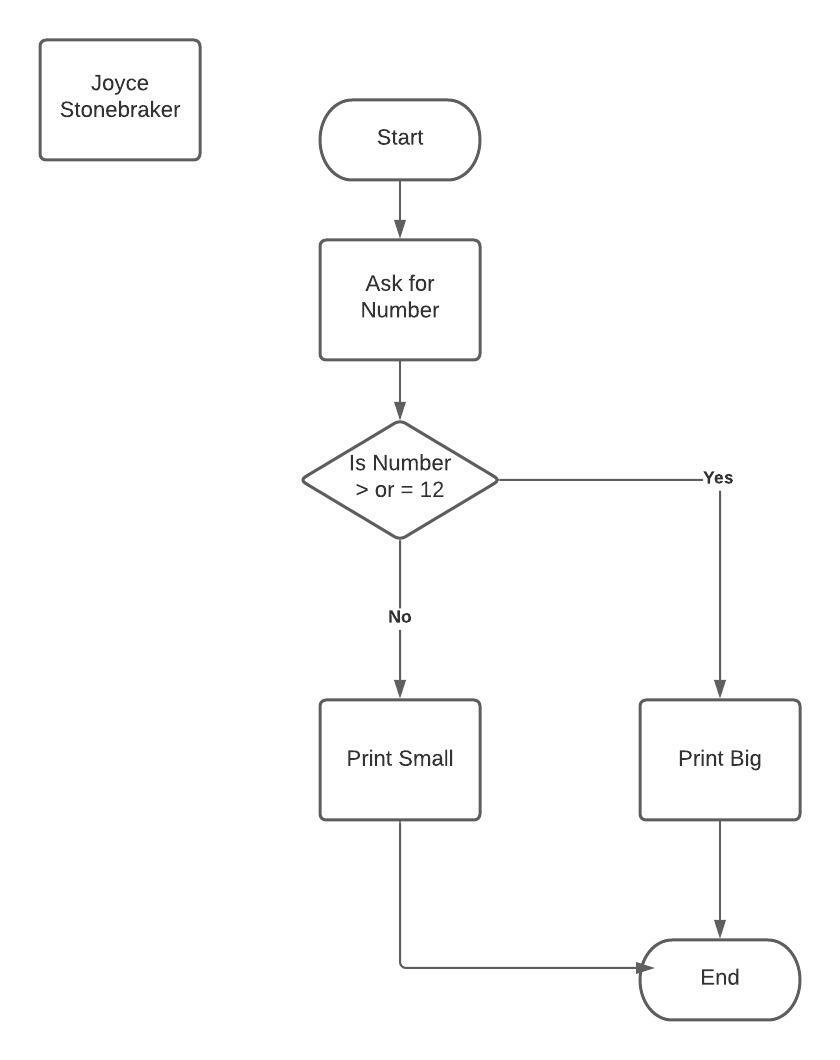 Joyce
Stonebraker
Start
Ask for
Number
Is Number
> or = 12
Yes
No
Print Small
Print Big
End